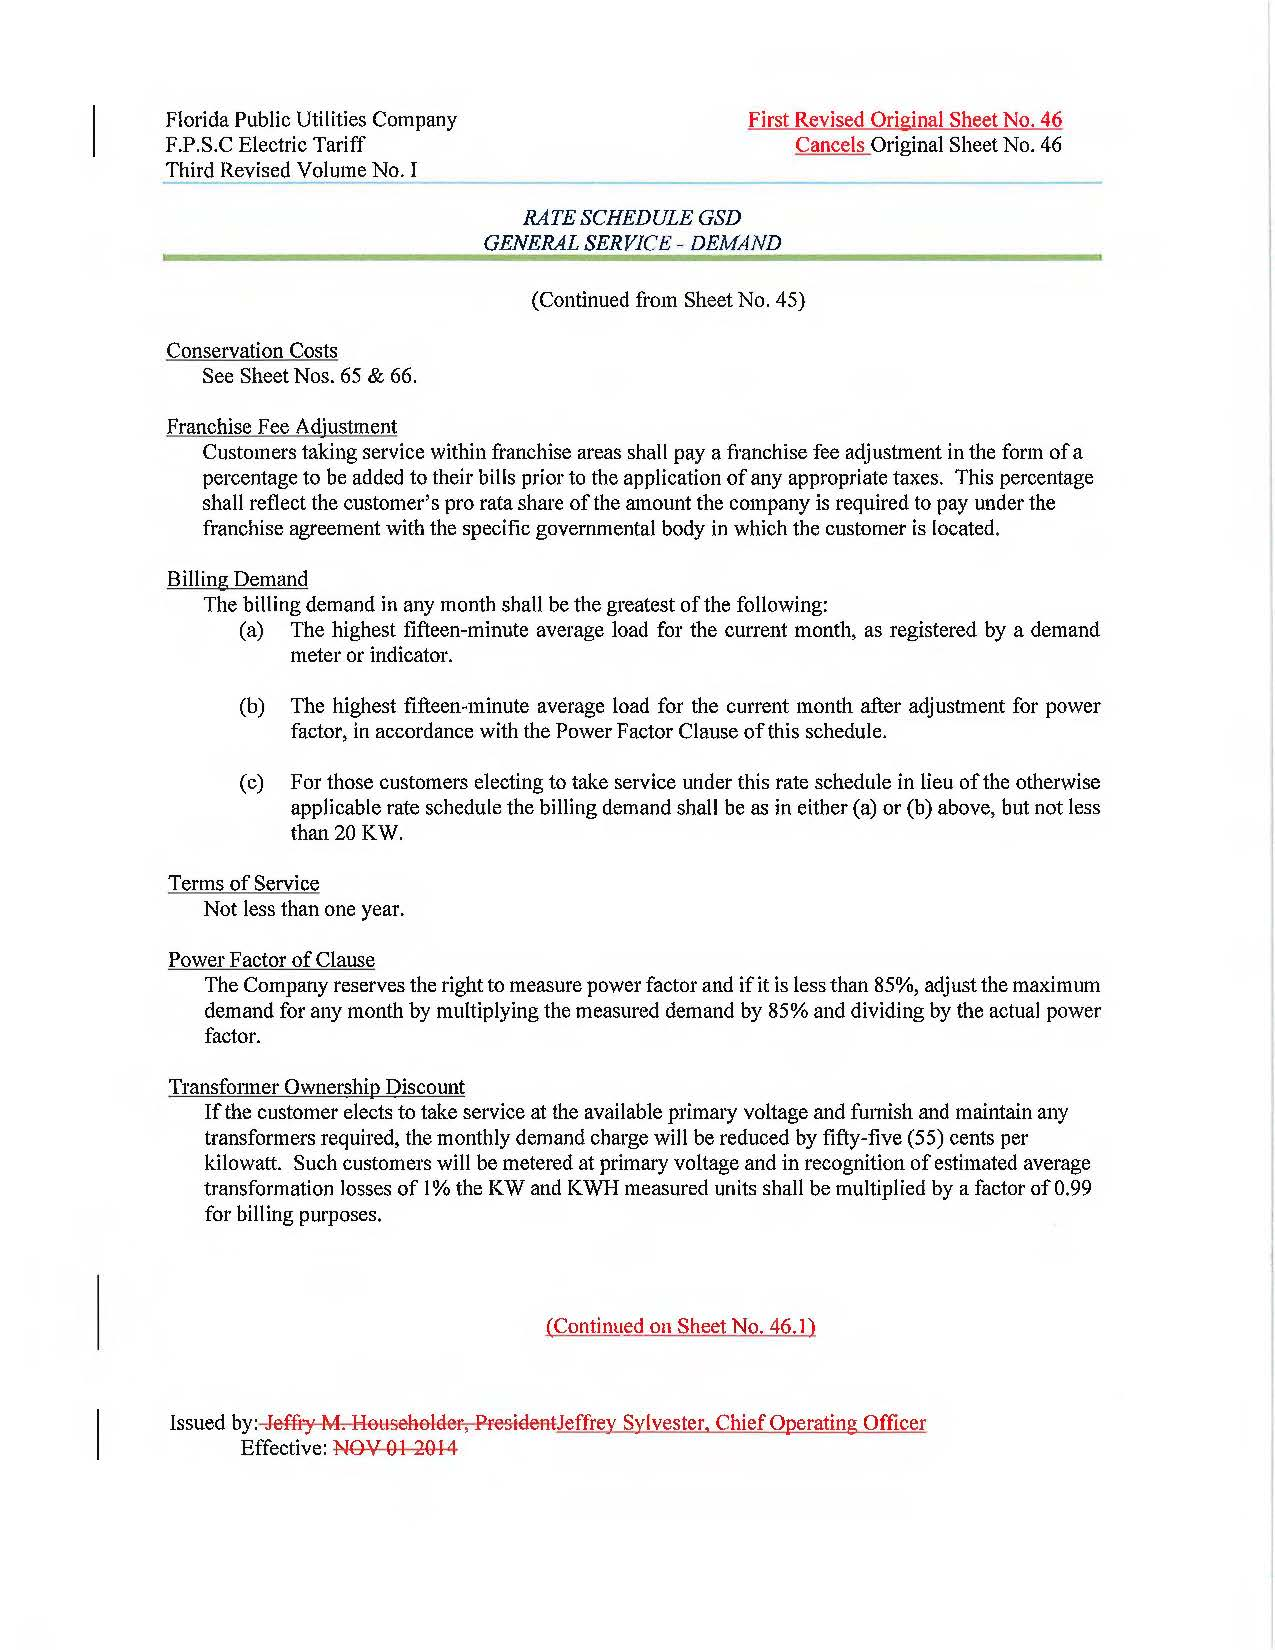 Florida Public Utilities Company
First Revised Original Sheet No. 46
F.P.S.C Electric Tariff
Cancels Original Sheet No. 46
Third Revised Volume No. I
RATE SCHEDULE GSD
GENERAL SERVICE - DEMAND
(Continued from Sheet No. 45)
Conservation Costs
See Sheet Nos. 65 & 66.
Franchise Fee Adjustment
Customers taking service within franchise areas shall pay a franchise fee adjustment in the form of a
percentage to be added to their bills prior to the application of any appropriate taxes. This percentage
shall reflect the customer's pro rata share of the amount the company is required to pay under the
franchise agreement with the specific governmental body in which the customer is located.
Billing Demand
The billing demand in any month shall be the greatest of the following:
(a) The highest fifteen-minute average load for the current month, as registered by a demand
meter or indicator.
(b) The highest fifteen-minute average load for the current month after adjustment for power
factor, in accordance with the Power Factor Clause of this schedule.
(c) For those customers electing to take service under this rate schedule in lieu of the otherwise
applicable rate schedule the billing demand shall be as in either (a) or (b) above, but not less
than 20 KW.
Terms of Service
Not less than one year.
Power Factor of Clause
The Company reserves the right to measure power factor and if it is less than 85%, adjust the maximum
demand for any month by multiplying the measured demand by 85% and dividing by the actual power
factor.
Transformer Ownership Discount
If the customer elects to take service at the available primary voltage and furnish and maintain any
transformers required, the monthly demand charge will be reduced by fifty-five (55) cents per
kilowatt. Such customers will be metered at primary voltage and in recognition of estimated average
transformation losses of 1% the KW and KWH measured units shall be multiplied by a factor of 0.99
for billing purposes.
(Continued on Sheet No. 46.1)
Issued by: Jeffry M. Householder, PresidentJeffrey Sylvester, Chief Operating Officer
Effective: NOV 01 2014